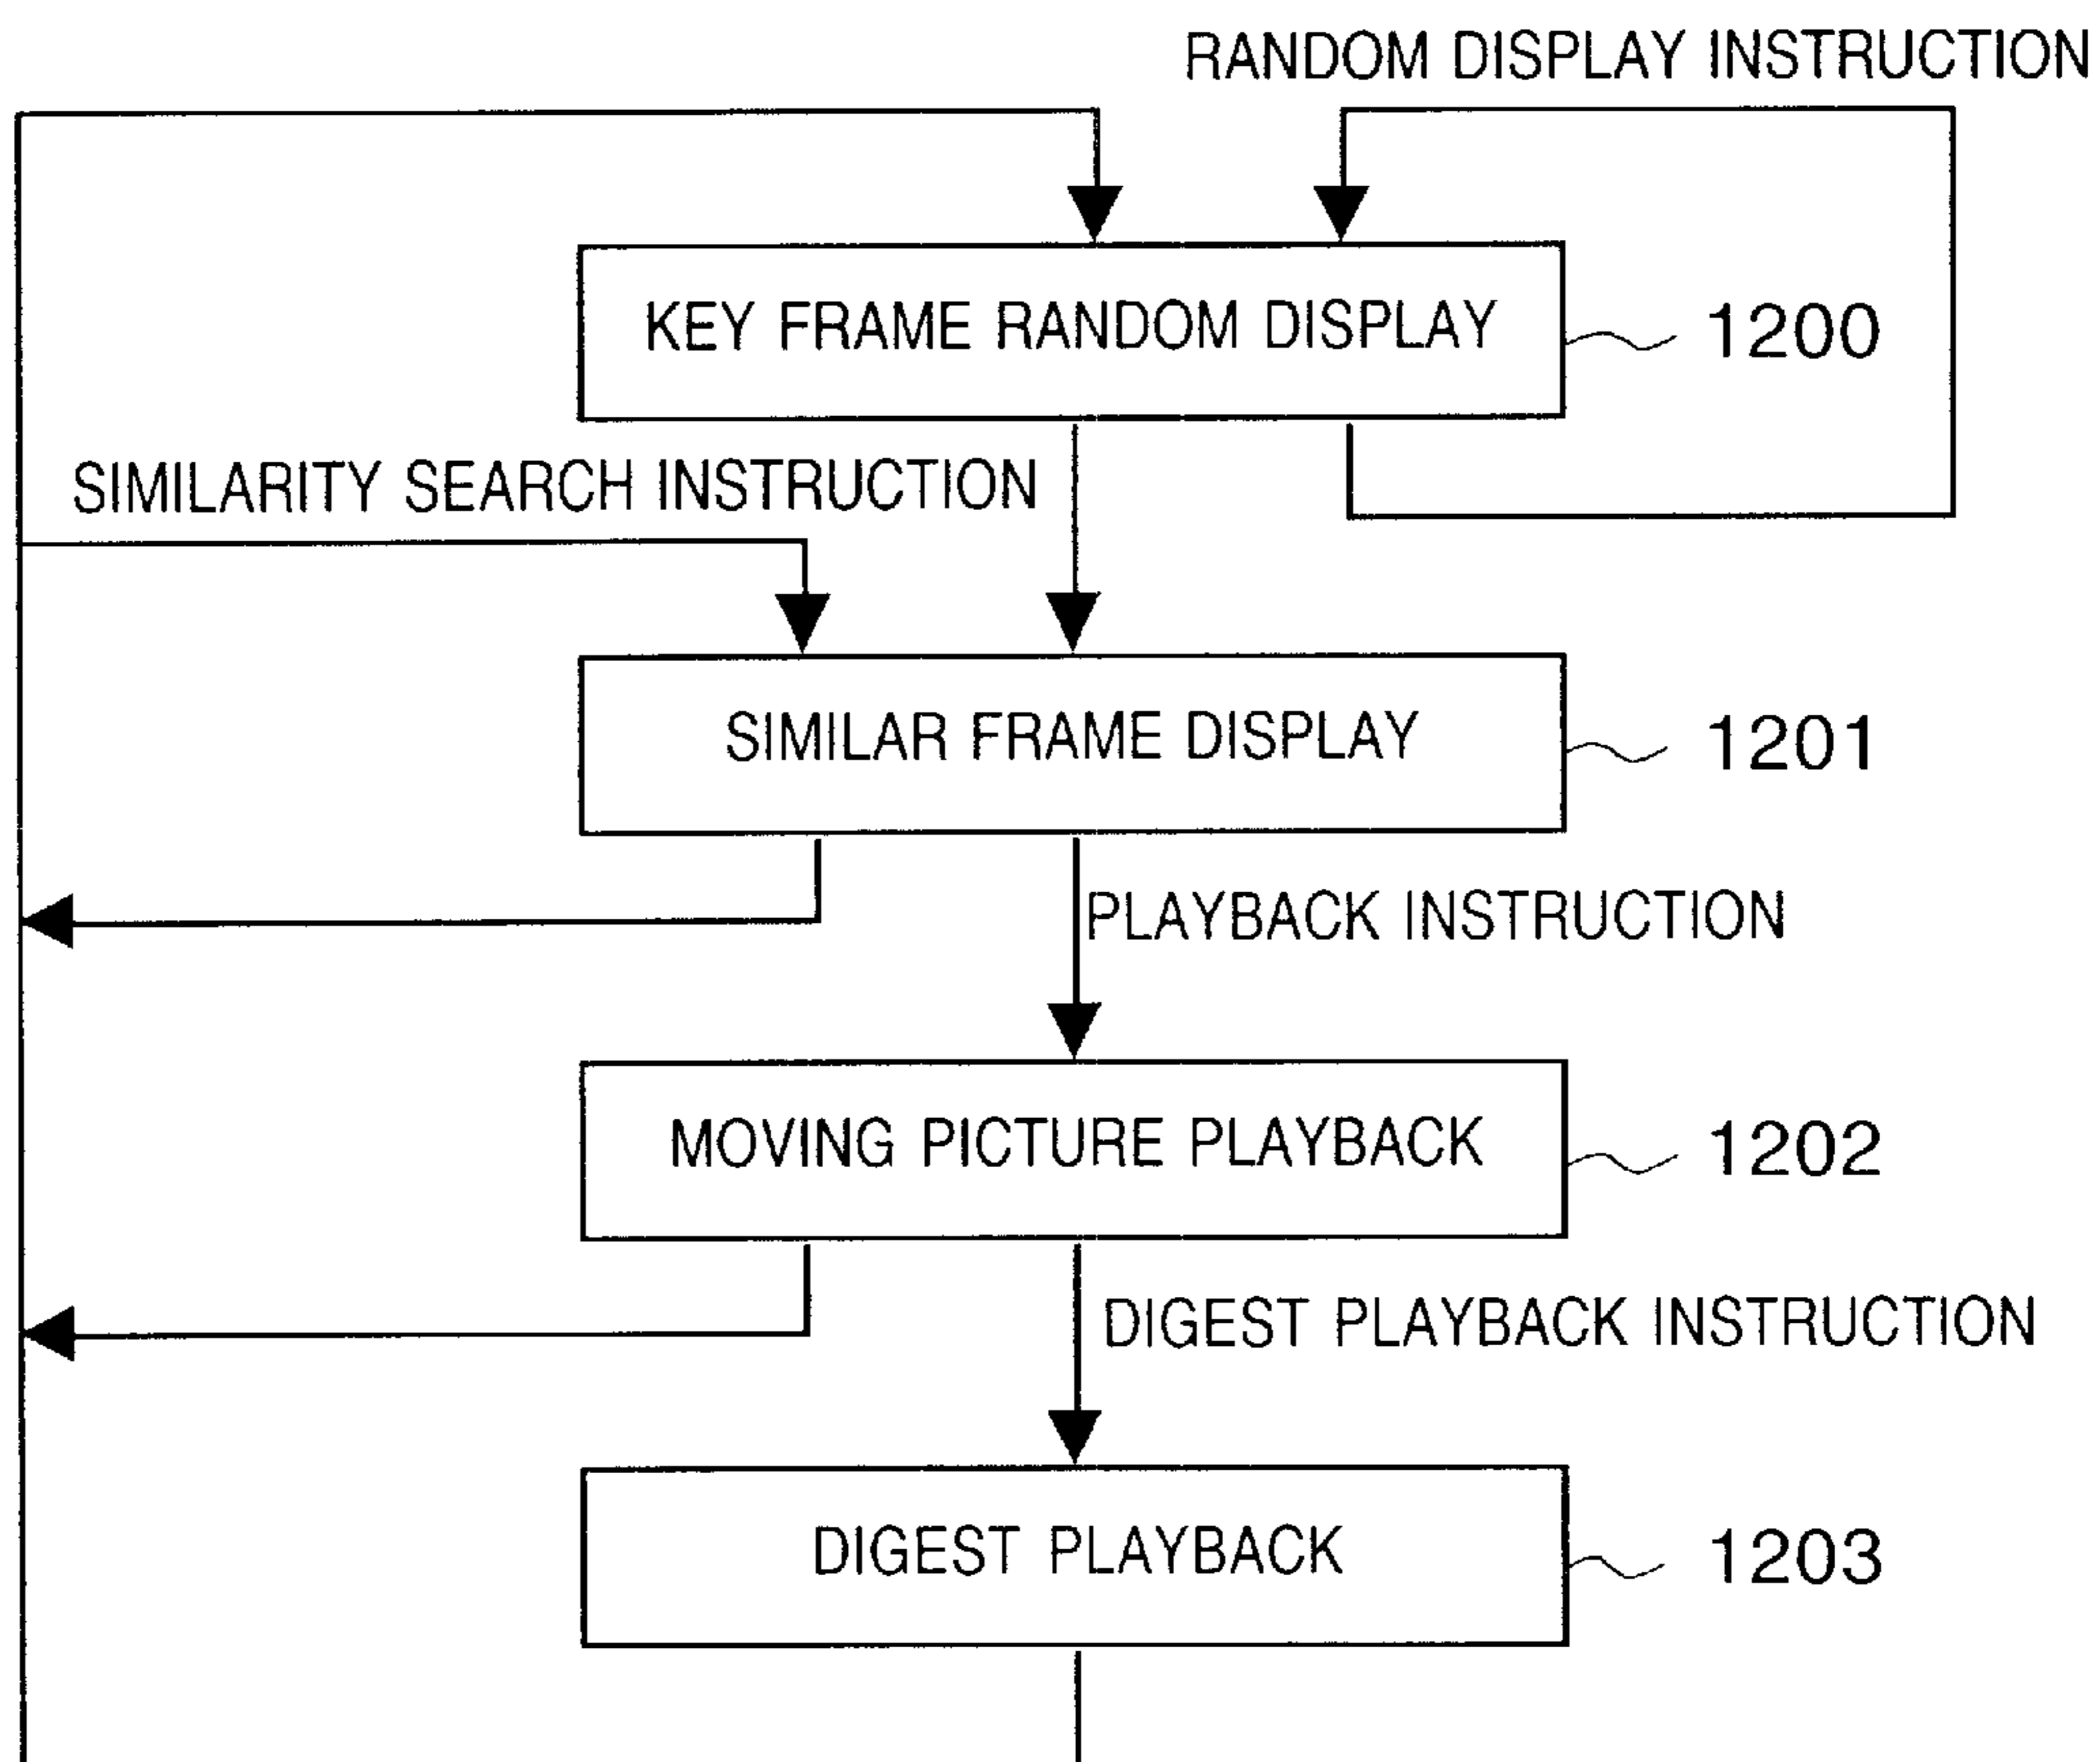 RANDOM DISPLAY INSTRUCTION
KEY FRAME RANDOM DISPLAY
1200
SIMILARITY SEARCH INSTRUCTION
SIMILAR FRAME DISPLAY
1201
PLAYBACK INSTRUCTION
MOVING PICTURE PLAYBACK
1202
DIGEST PLAYBACK INSTRUCTION
DIGEST PLAYBACK
1203